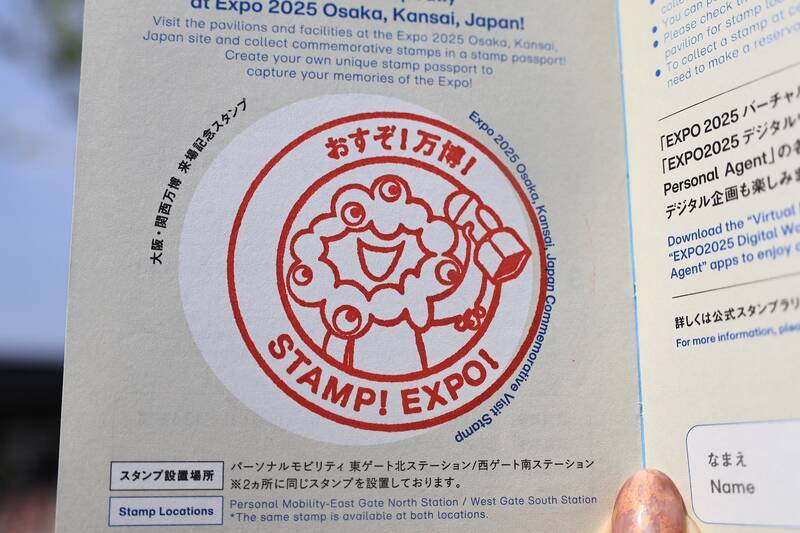 at Expo 2025 Osaka, Kansai, Japan!
Visit the pavilions and facilities at the Expo 2025 Osaka, Kansai,
Japan site and collect commemorative stamps in a stamp passport!
Create your own unique stamp passport to
capture your memories of the Expo!
大阪・関西万博 来場記念スタンプ
Expo 2025 Osaka, Kansai, Japan Commemorative Visit Stamp
おすぞ!万博!
STAMP! EXPO!
スタンプ設置場所
パーソナルモビリティ 東ゲート北ステーション/西ゲート南ステーション
※2ヵ所に同じスタンプを設置しております。
Stamp Locations
Personal Mobility-East Gate North Station / West Gate South Station
*The same stamp is available at both locations.
• You can
• Please check
pavilion for stamp
• To collect a stamp at
need to make a
「EXPO 2025 バーチャル
「EXPO2025 デジタル
Personal Agent」の
デジタル企画も楽しみ
Download the “Virtual
“EXPO2025 Digital
Agent” apps to enjoy
詳しくは公式スタンプラリ
For more information,
なまえ
Name